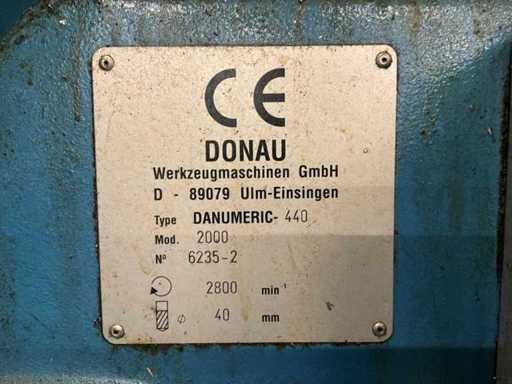 CE
DONAU
Werkzeugmaschinen GmbH
D - 89079 Ulm-Einsingen
Type DANUMERIC-440
Mod. 2000
Nº 6235-2
2800 min⁻¹
ϕ 40 mm